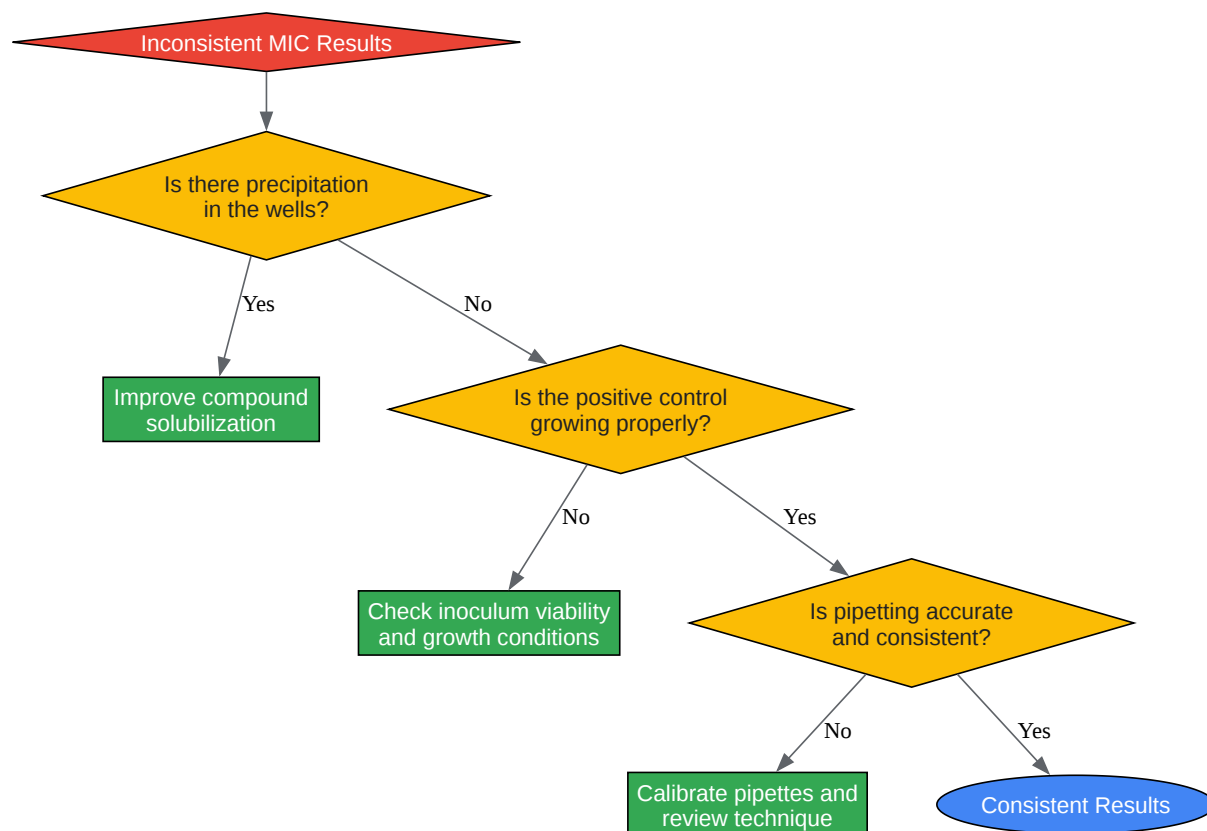 Inconsistent MIC Results
Is there precipitation
in the wells?
Yes
No
Improve compound
solubilization
Is the positive control
growing properly?
No
Yes
Check inoculum viability
and growth conditions
Is pipetting accurate
and consistent?
No
Yes
Calibrate pipettes and
review technique
Consistent Results